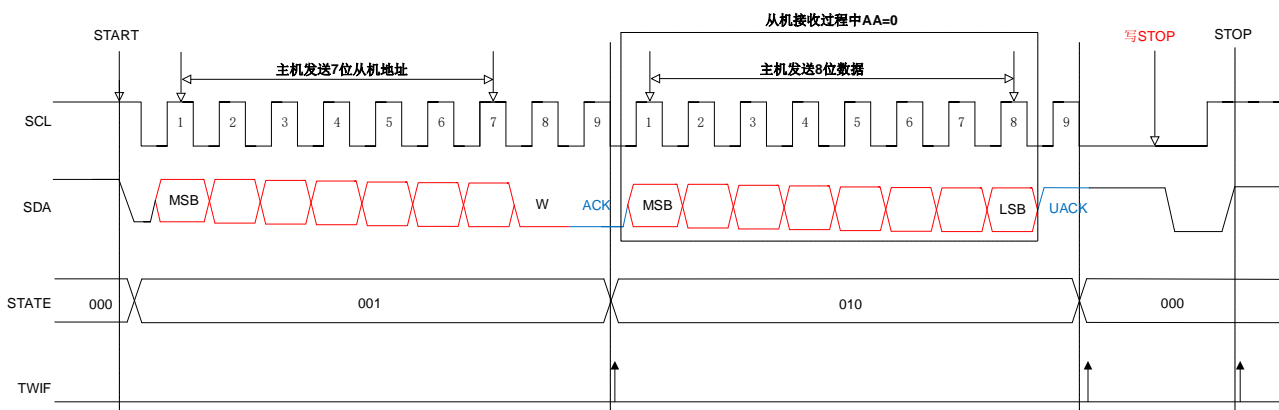 从机接收过程中AA=0
START
写STOP
STOP
主机发送7位从机地址
主机发送8位数据
SCL
1 2 3 4 5 6 7 8 9 1 2 3 4 5 6 7 8 9
SDA
MSB W ACK MSB LSB UACK
STATE 000 001 010 000
TWIF